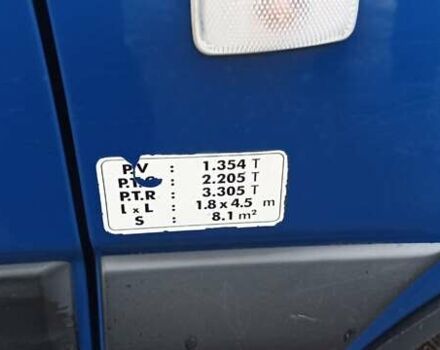 P.V : 1.354 T
: 2.205 T
P.T.R : 3.305 T
l x L : 1.8 x 4.5 m
S : 8.1 m²